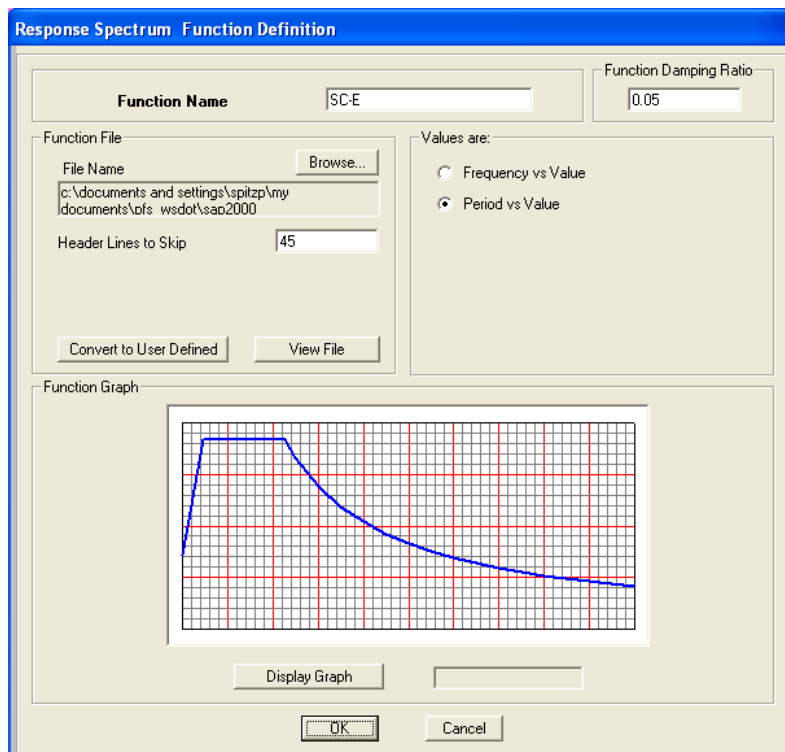 Response Spectrum Function Definition
Function Name
SC-E
Function Damping Ratio
0.05
Function File
File Name
Browse...
c:\documents and settings\spitzp\my
documents\pfs_wsdot\sap2000
Header Lines to Skip
45
Convert to User Defined
View File
Values are:
Frequency vs Value
Period vs Value
Function Graph
Display Graph
OK
Cancel